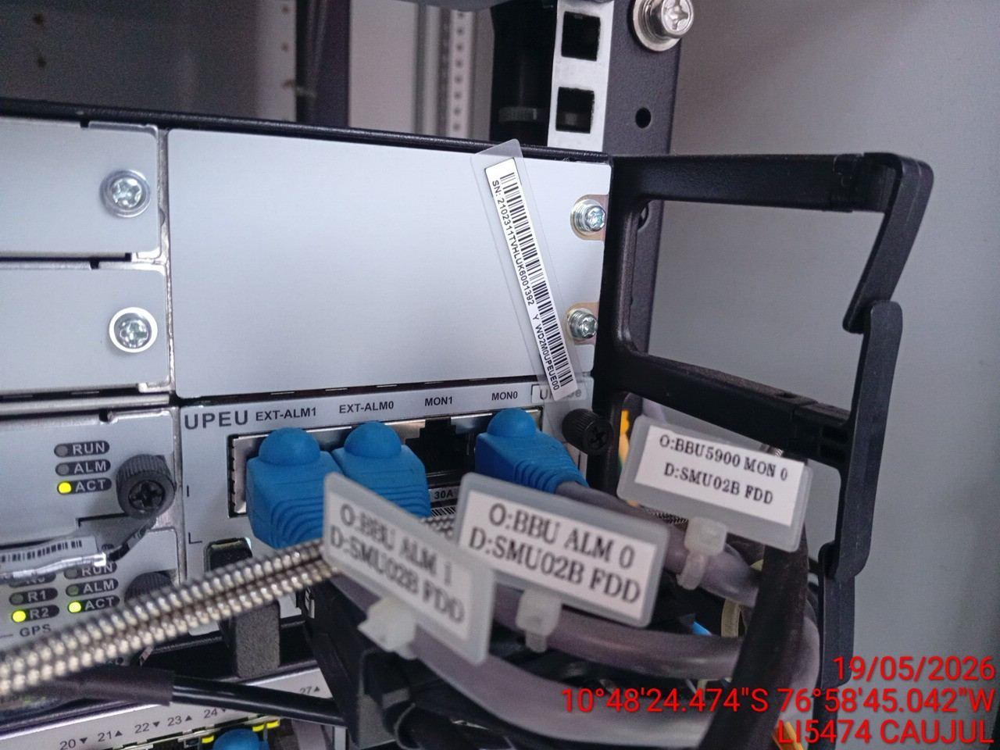 SN: 2102311TVHLUK6001392 Y WD2M0UPEUE00
UPEU EXT-ALM1 EXT-ALM0 MON1 MON0
RUN
ALM
ACT
30A
O:BBU5900 MON 0
D:SMU02B FDD
O:BBU ALM 1
D:SMU02B FDD
O:BBU ALM 0
D:SMU02B FDD
RUN
R1 ALM
R2 ACT
GPS
20▼ 21▲ 22▼ 23▲ 24▼ 27▲
19/05/2026
10°48'24.474"S 76°58'45.042"W
LI5474 CAUJUL